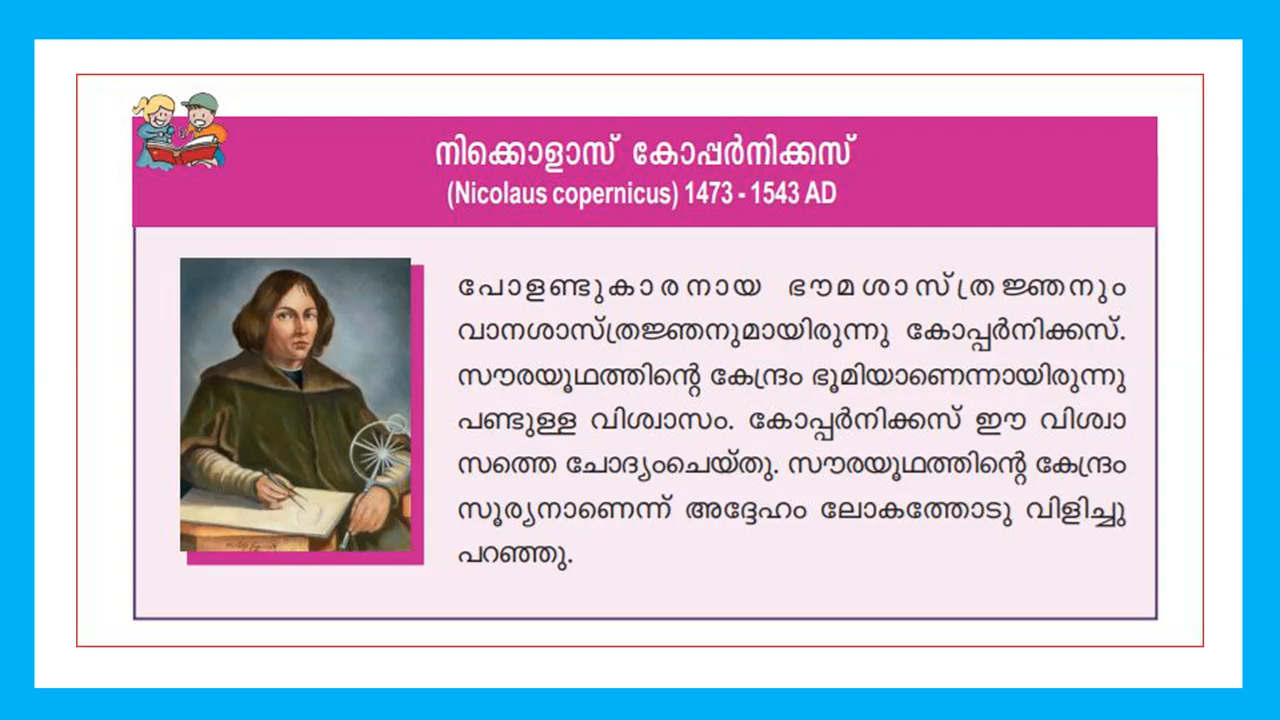 നിക്കൊളാസ് കോപ്പർനിക്കസ്
(Nicolaus copernicus) 1473 - 1543 AD
പോളണ്ടുകാരനായ ഭൗമശാസ്ത്രജ്ഞനും
വാനശാസ്ത്രജ്ഞനുമായിരുന്നു കോപ്പർനിക്കസ്.
സൗരയൂഥത്തിന്റെ കേന്ദ്രം ഭൂമിയാണെന്നായിരുന്നു
പണ്ടുള്ള വിശ്വാസം. കോപ്പർനിക്കസ് ഈ വിശ്വാ
സത്തെ ചോദ്യംചെയ്തു. സൗരയൂഥത്തിന്റെ കേന്ദ്രം
സൂര്യനാണെന്ന് അദ്ദേഹം ലോകത്തോടു വിളിച്ചു
പറഞ്ഞു.